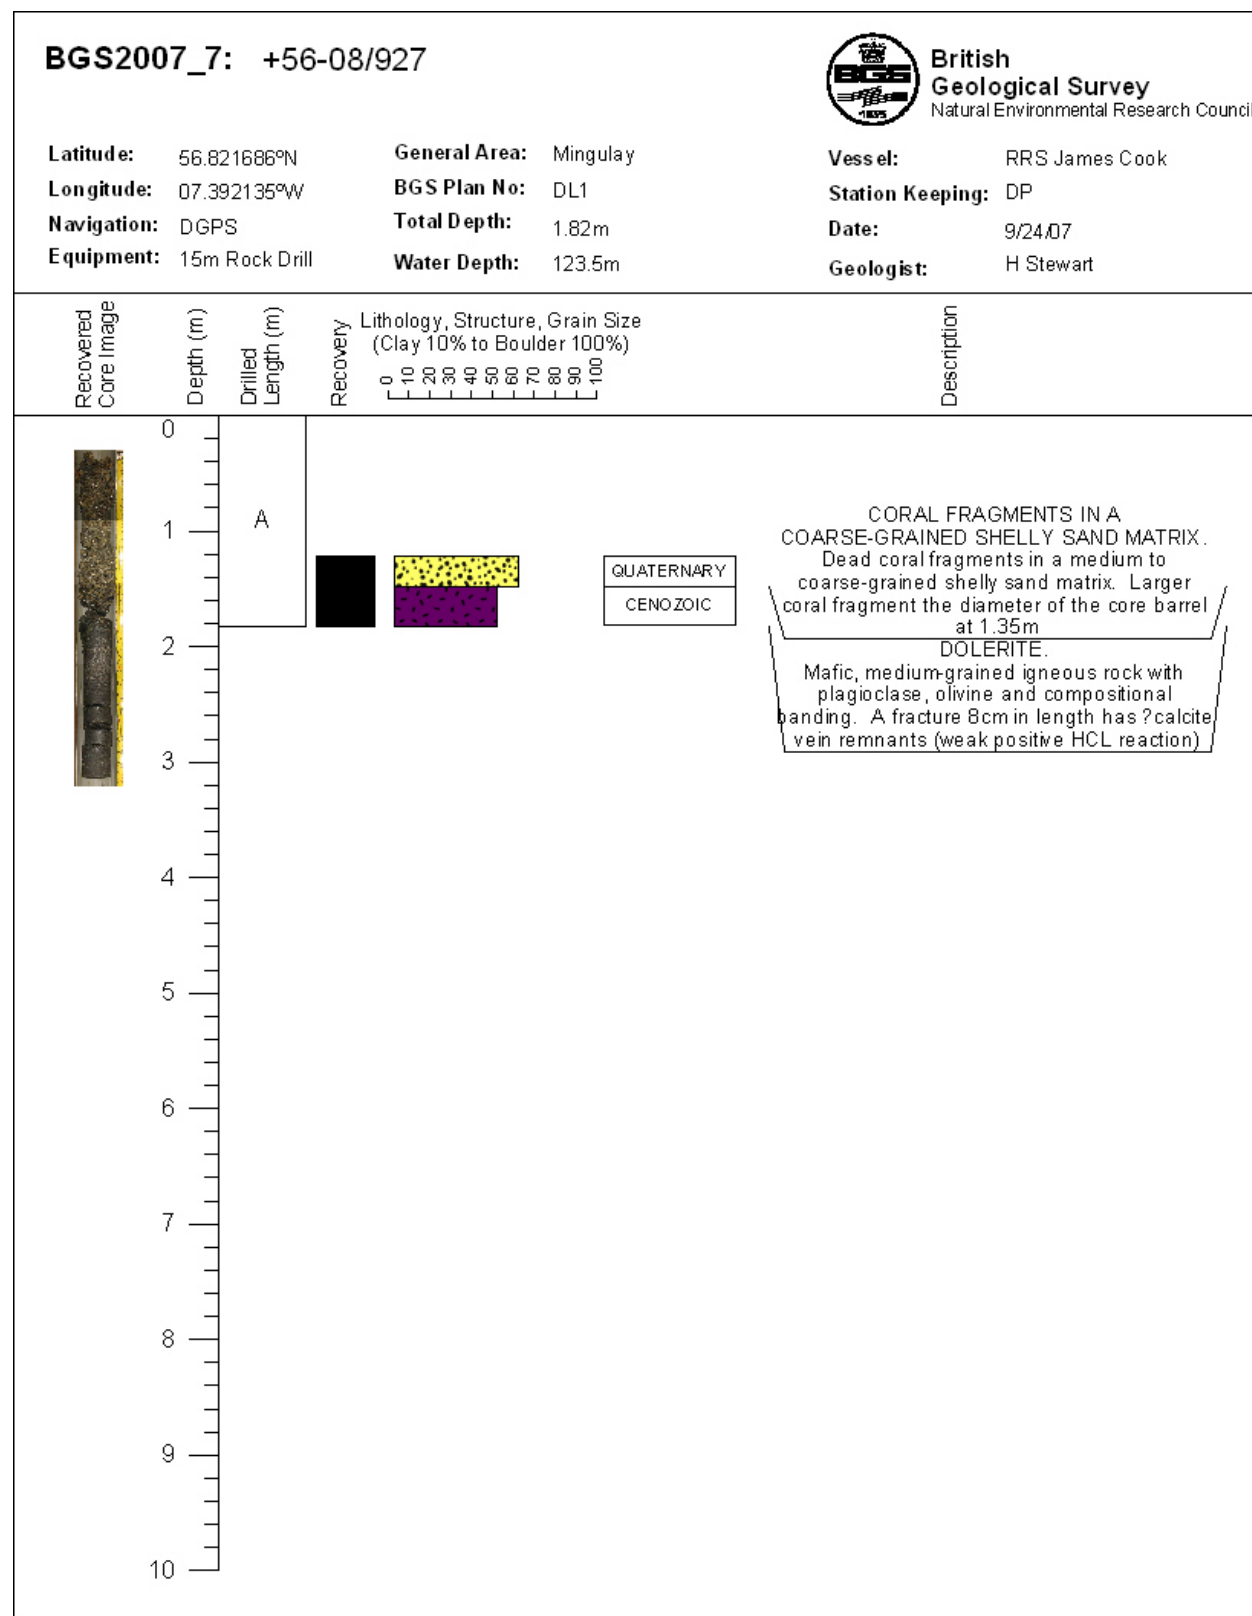 BGS2007_7: +56-08/927
BGS
1835
British
Geological Survey
Natural Environmental Research Council
Latitude: 56.821686ºN
Longitude: 07.392135ºW
Navigation: DGPS
Equipment: 15m Rock Drill
General Area: Mingulay
BGS Plan No: DL1
Total Depth: 1.82m
Water Depth: 123.5m
Vessel: RRS James Cook
Station Keeping: DP
Date: 9/24/07
Geologist: H Stewart
Recovered
Core Image
Depth (m)
Drilled
Length (m)
Recovery
Lithology, Structure, Grain Size
(Clay 10% to Boulder 100%)
0 10 20 30 40 50 60 70 80 90 100
Description
0
1
2
3
4
5
6
7
8
9
10
A
QUATERNARY
CENOZOIC
CORAL FRAGMENTS IN A
COARSE-GRAINED SHELLY SAND MATRIX.
Dead coral fragments in a medium to
coarse-grained shelly sand matrix. Larger
coral fragment the diameter of the core barrel
at 1.35m
DOLERITE.
Mafic, medium-grained igneous rock with
plagioclase, olivine and compositional
banding. A fracture 8cm in length has ?calcite
vein remnants (weak positive HCL reaction)